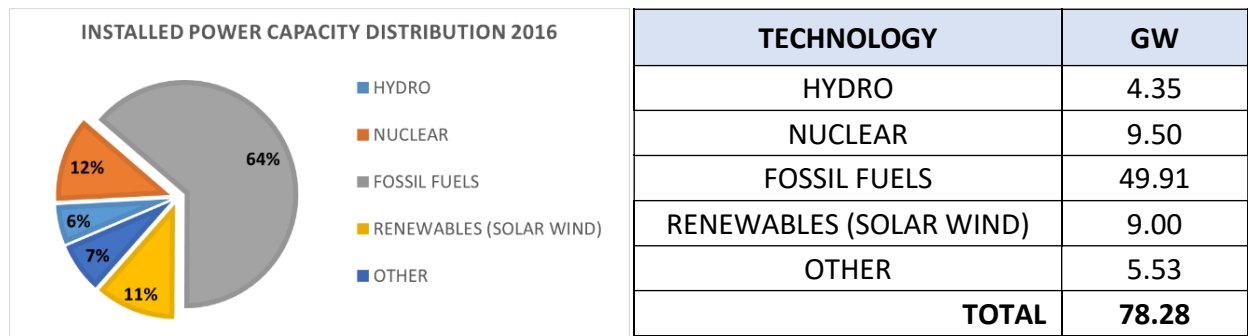 INSTALLED POWER CAPACITY DISTRIBUTION 2016
64%
12%
6%
7%
11%
HYDRO
NUCLEAR
FOSSIL FUELS
RENEWABLES (SOLAR WIND)
OTHER
TECHNOLOGY GW
HYDRO 4.35
NUCLEAR 9.50
FOSSIL FUELS 49.91
RENEWABLES (SOLAR WIND) 9.00
OTHER 5.53
TOTAL 78.28